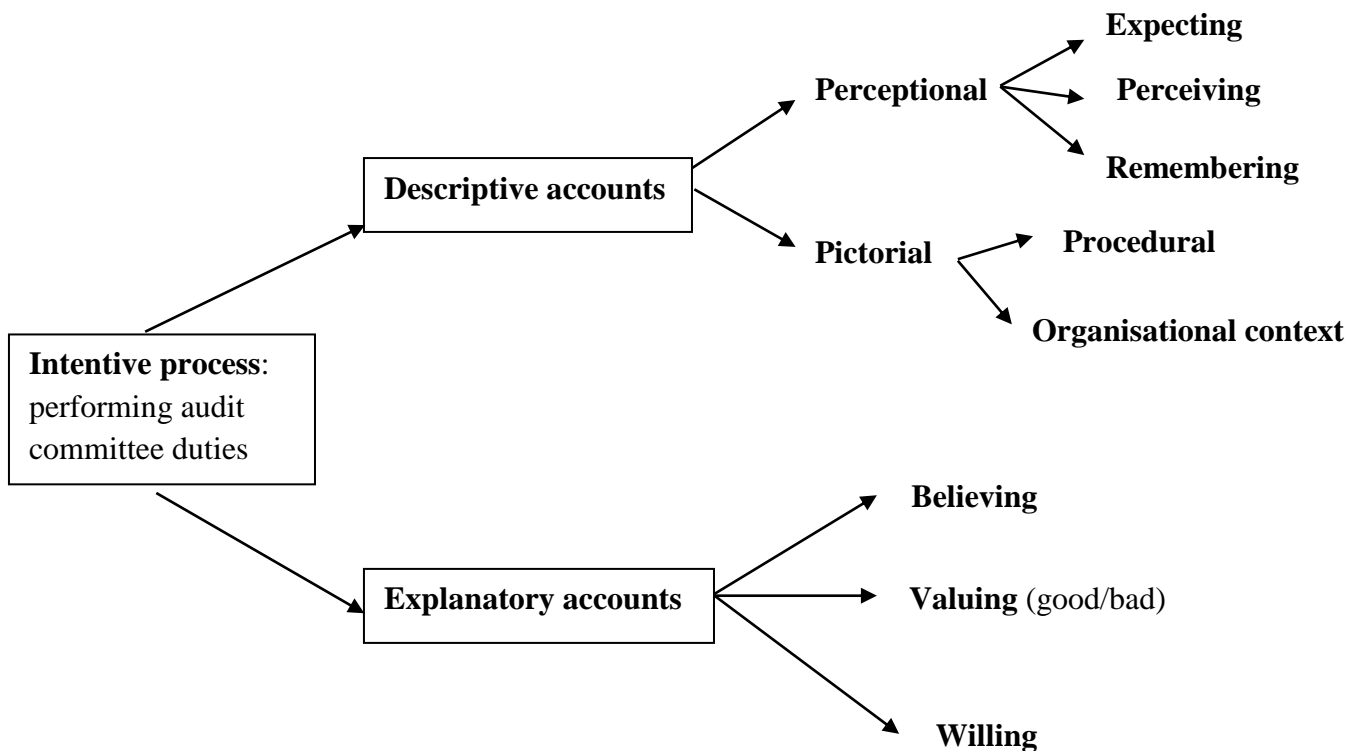 Expecting
Perceptional
Perceiving
Descriptive accounts
Remembering
Pictorial
Procedural
Organisational context
Intentive process:
performing audit
committee duties
Believing
Explanatory accounts
Valuing (good/bad)
Willing